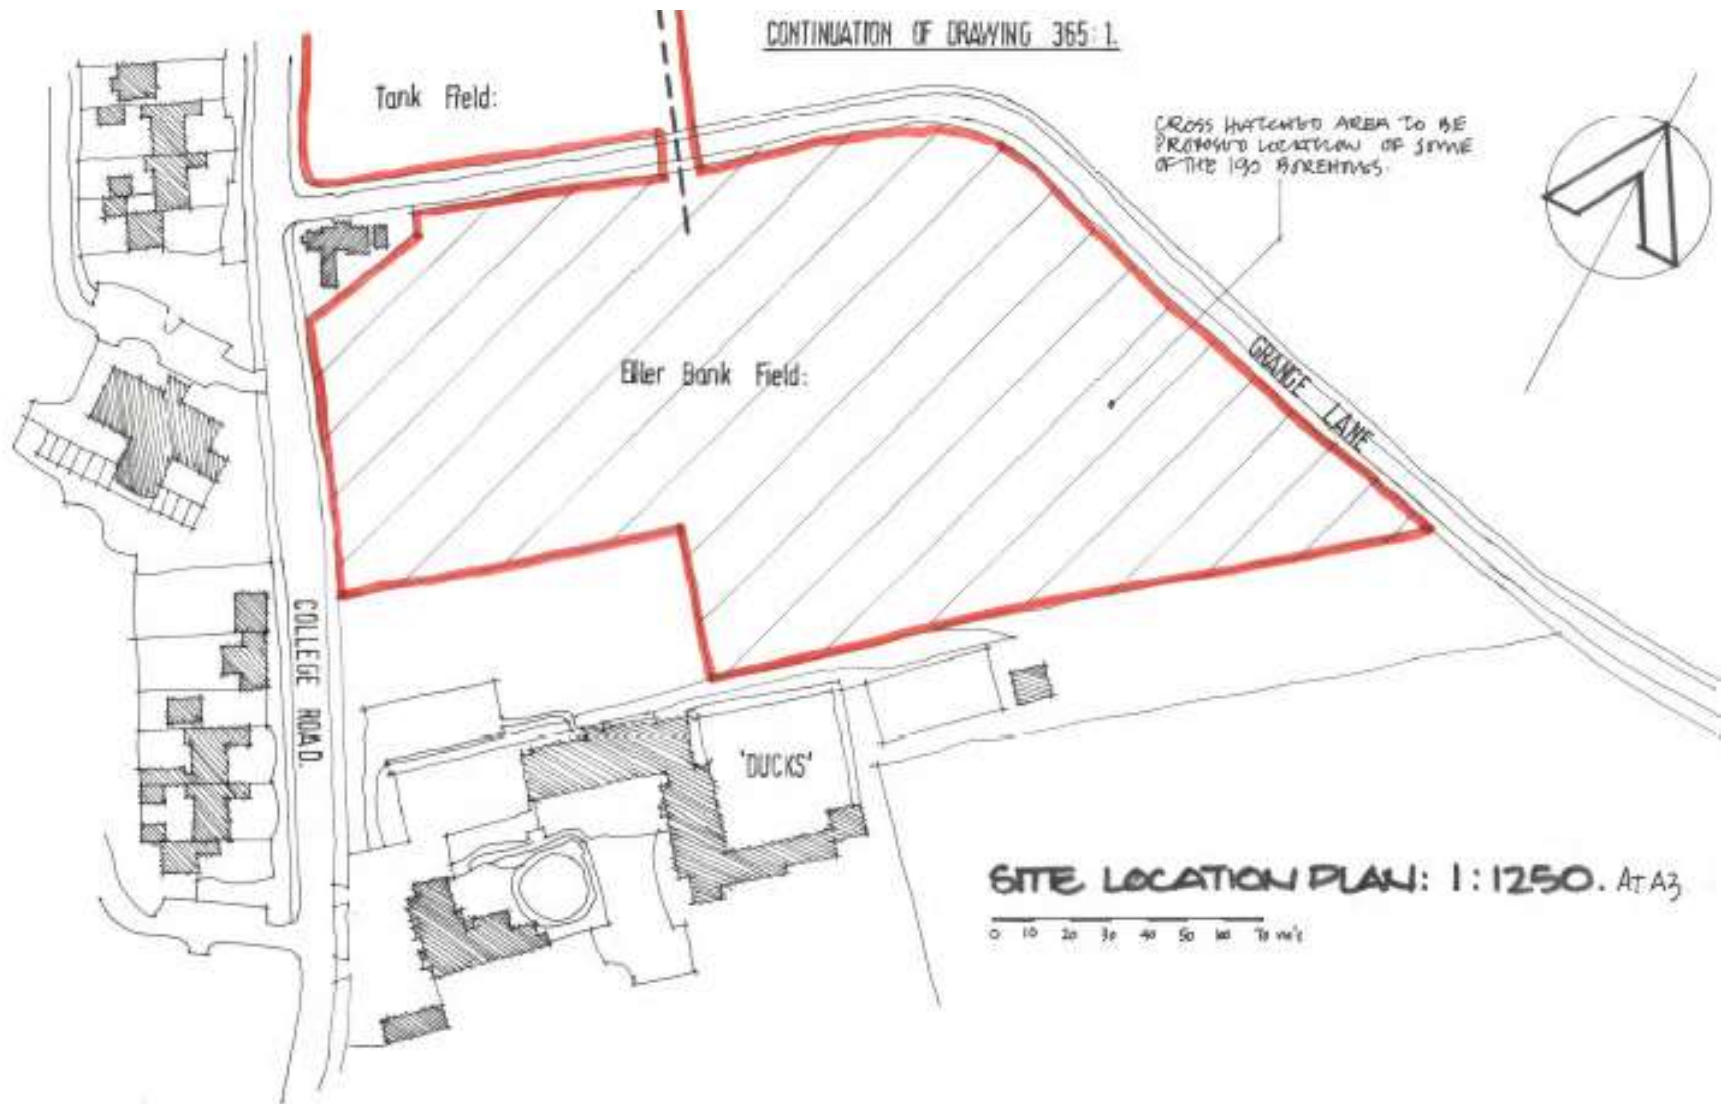 CONTINUATION OF DRAWING 365:1.
Tank Field:
CROSS HATCHED AREA TO BE
PROPOSED LOCATION OF SOME
OF THE 190 BOREHOLES.
Eller Bank Field:
GRANGE LANE
COLLEGE ROAD.
'DUCKS'
SITE LOCATION PLAN: 1:1250. AT A3
0 10 20 30 40 50 60 70 m's